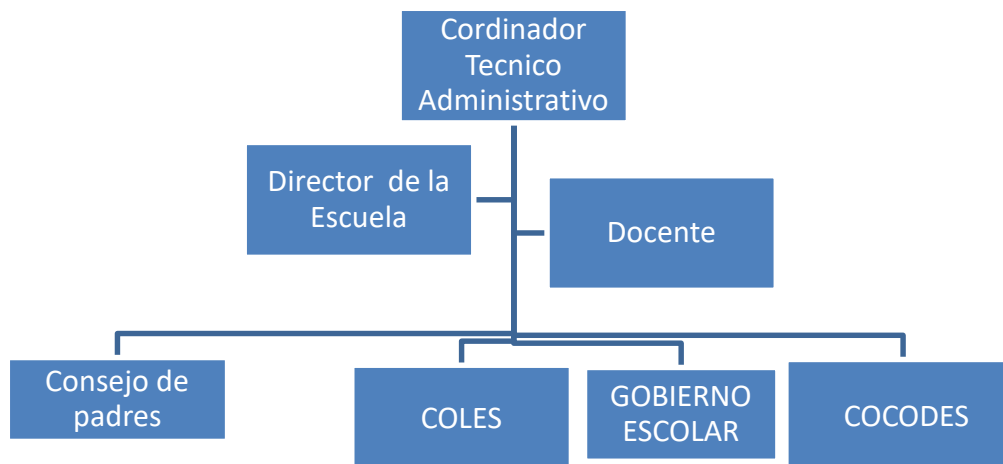 Cordinador
Tecnico
Administrativo
Director de la
Escuela
Docente
Consejo de
padres
COLES
GOBIERNO
ESCOLAR
COCODES